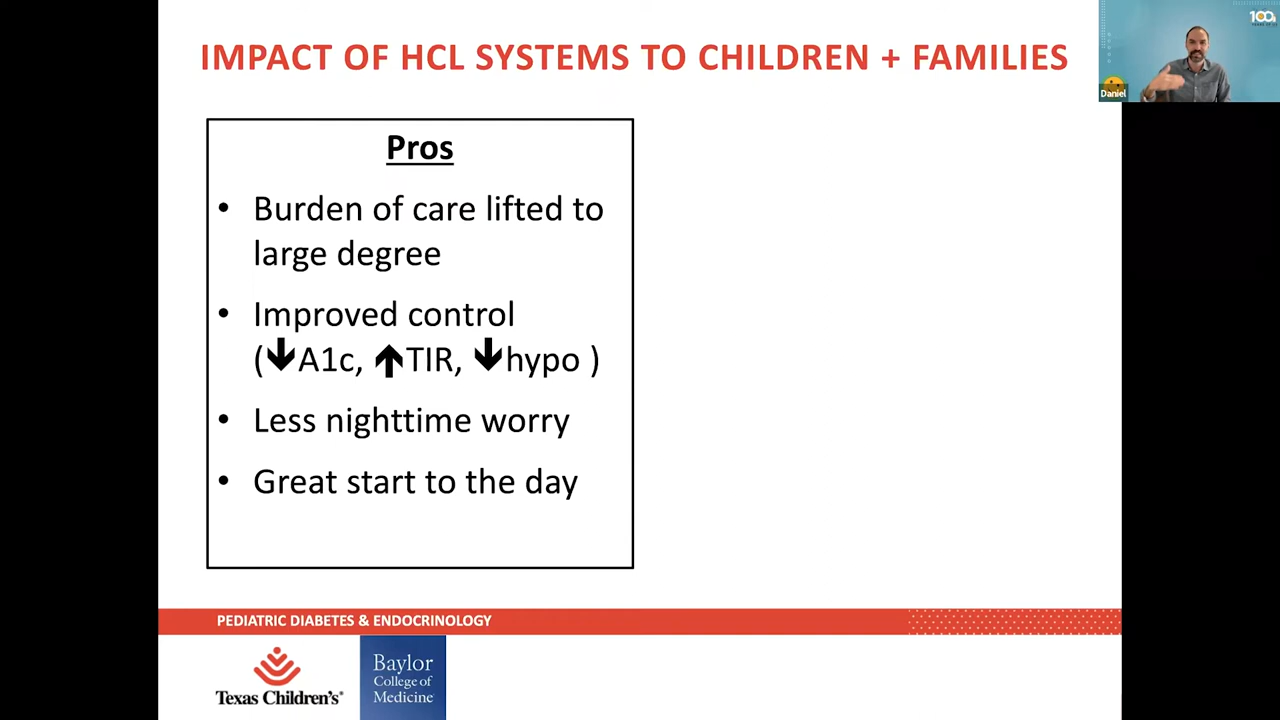 IMPACT OF HCL SYSTEMS TO CHILDREN + FAMILIES
100
Daniel
Pros
• Burden of care lifted to
large degree
• Improved control
(🡻A1c, 🡹TIR, 🡻hypo )
• Less nighttime worry
• Great start to the day
PEDIATRIC DIABETES & ENDOCRINOLOGY
Texas Children's®
Baylor
College of
Medicine